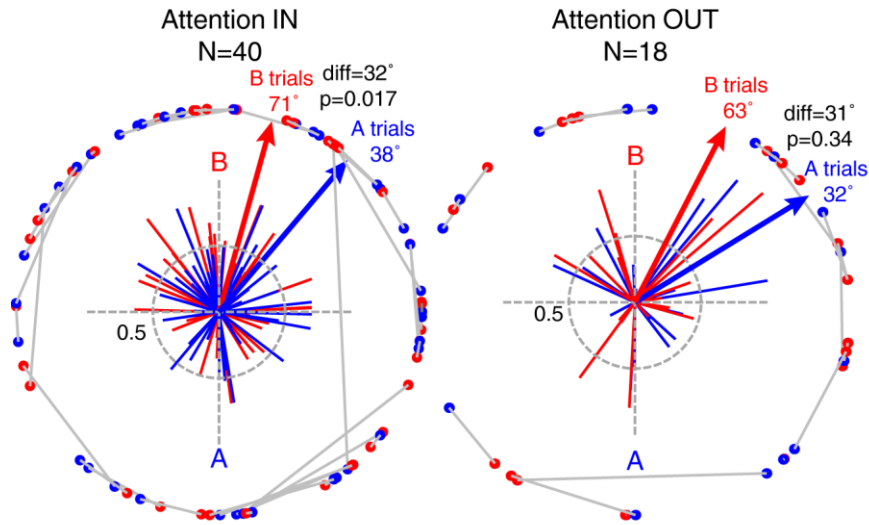 Attention IN
N=40
B trials
71°
diff=32°
p=0.017
A trials
38°
B
0.5
A
Attention OUT
N=18
B trials
63°
diff=31°
p=0.34
A trials
32°
B
0.5
A